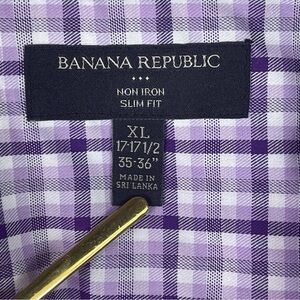 BANANA REPUBLIC
NON IRON
SLIM FIT
XL
17-17 1/2
35-36"
MADE IN
SRI LANKA